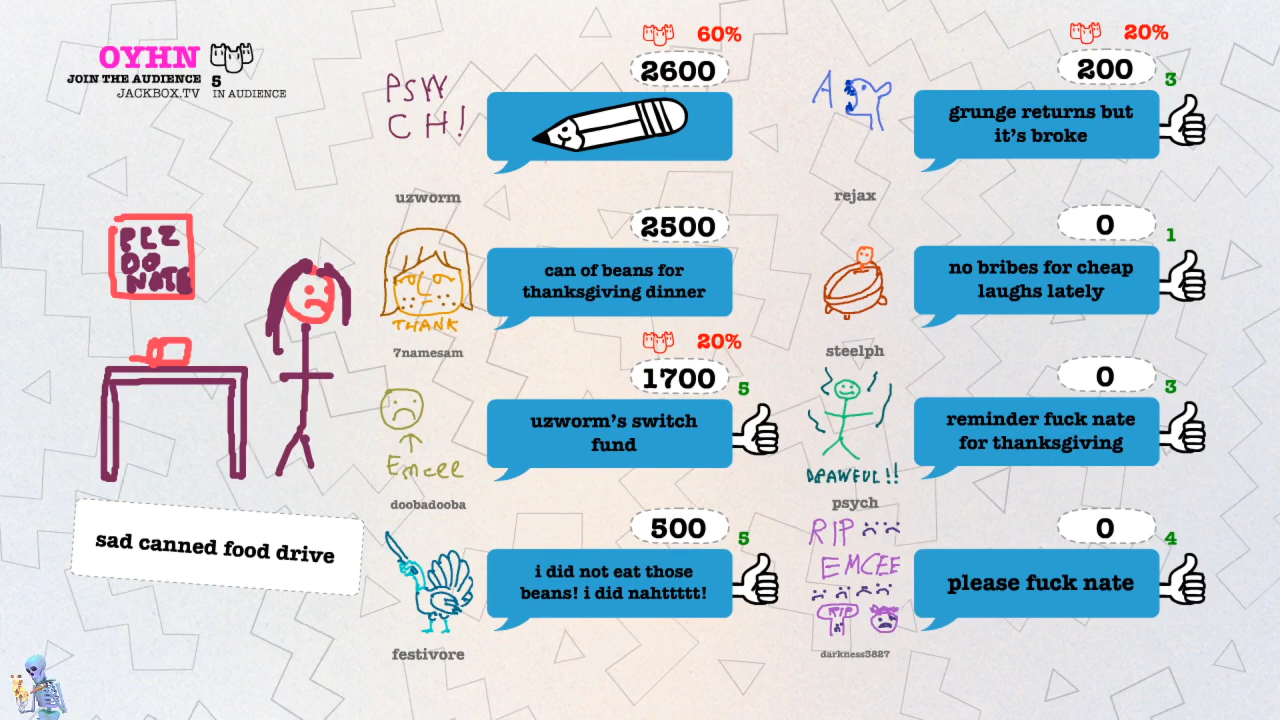 OYHN
JOIN THE AUDIENCE
JACKBOX.TV
5
IN AUDIENCE
PLZ
DO
NATE
sad canned food drive
60%
2600
PSW
CH!
uzworm
2500
can of beans for
thanksgiving dinner
THANK
7namesam
20%
1700
5
uzworm's switch
fund
Emcee
doobadooba
500
5
i did not eat those
beans! i did nahttttt!
festivore
20%
200
3
A
grunge returns but
it's broke
rejax
0
1
no bribes for cheap
laughs lately
steelph
0
3
reminder fuck nate
for thanksgiving
DRAWFUL!!
psych
0
4
RIP
EMCEE
RIP
please fuck nate
darkness3827